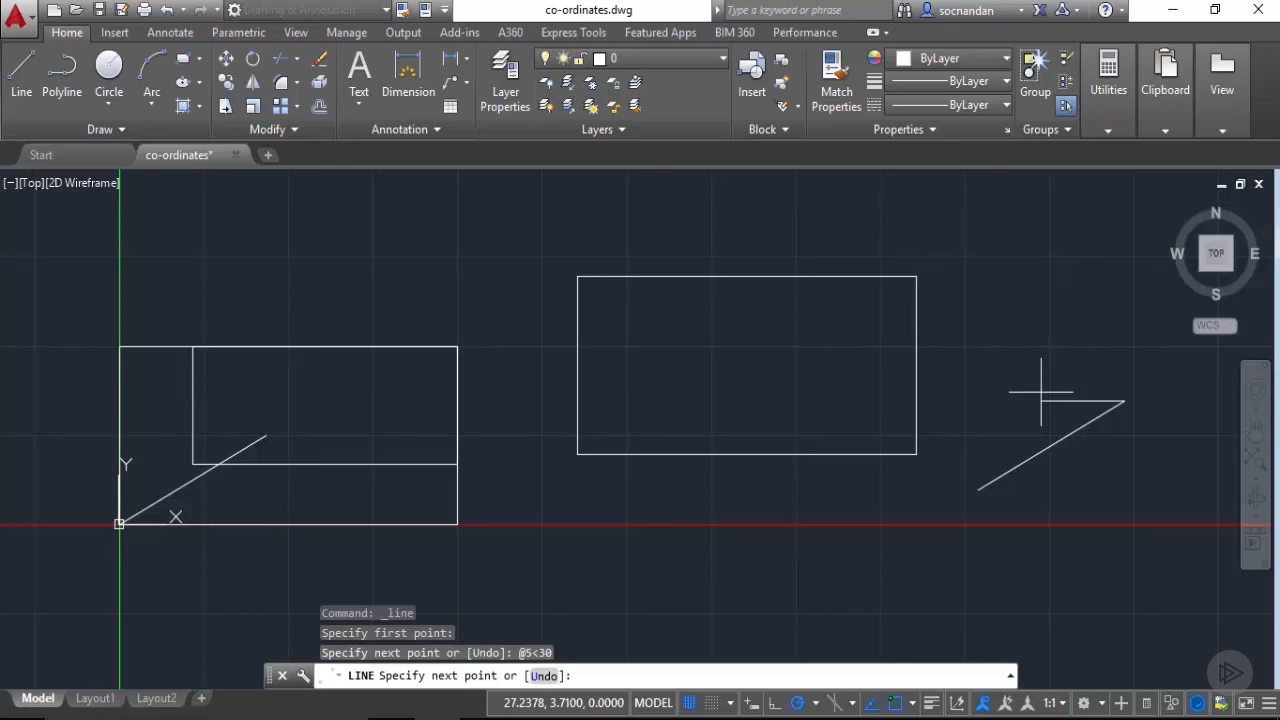 Drafting & Annotation
co-ordinates.dwg
Type a keyword or phrase
socnandan
Home Insert Annotate Parametric View Manage Output Add-ins A360 Express Tools Featured Apps BIM 360 Performance
Line Polyline Circle Arc Text Dimension Layer Properties 0 Insert Match Properties ByLayer ByLayer ByLayer Group Utilities Clipboard View
Draw Modify Annotation Layers Block Properties Groups
Start co-ordinates*
[−][Top][2D Wireframe]
N
W TOP E
S
WCS
Y
X
Command: _line
Specify first point:
Specify next point or [Undo]: @5<30
LINE Specify next point or [Undo]:
Model Layout1 Layout2 27.2378, 3.7100, 0.0000 MODEL 1:1